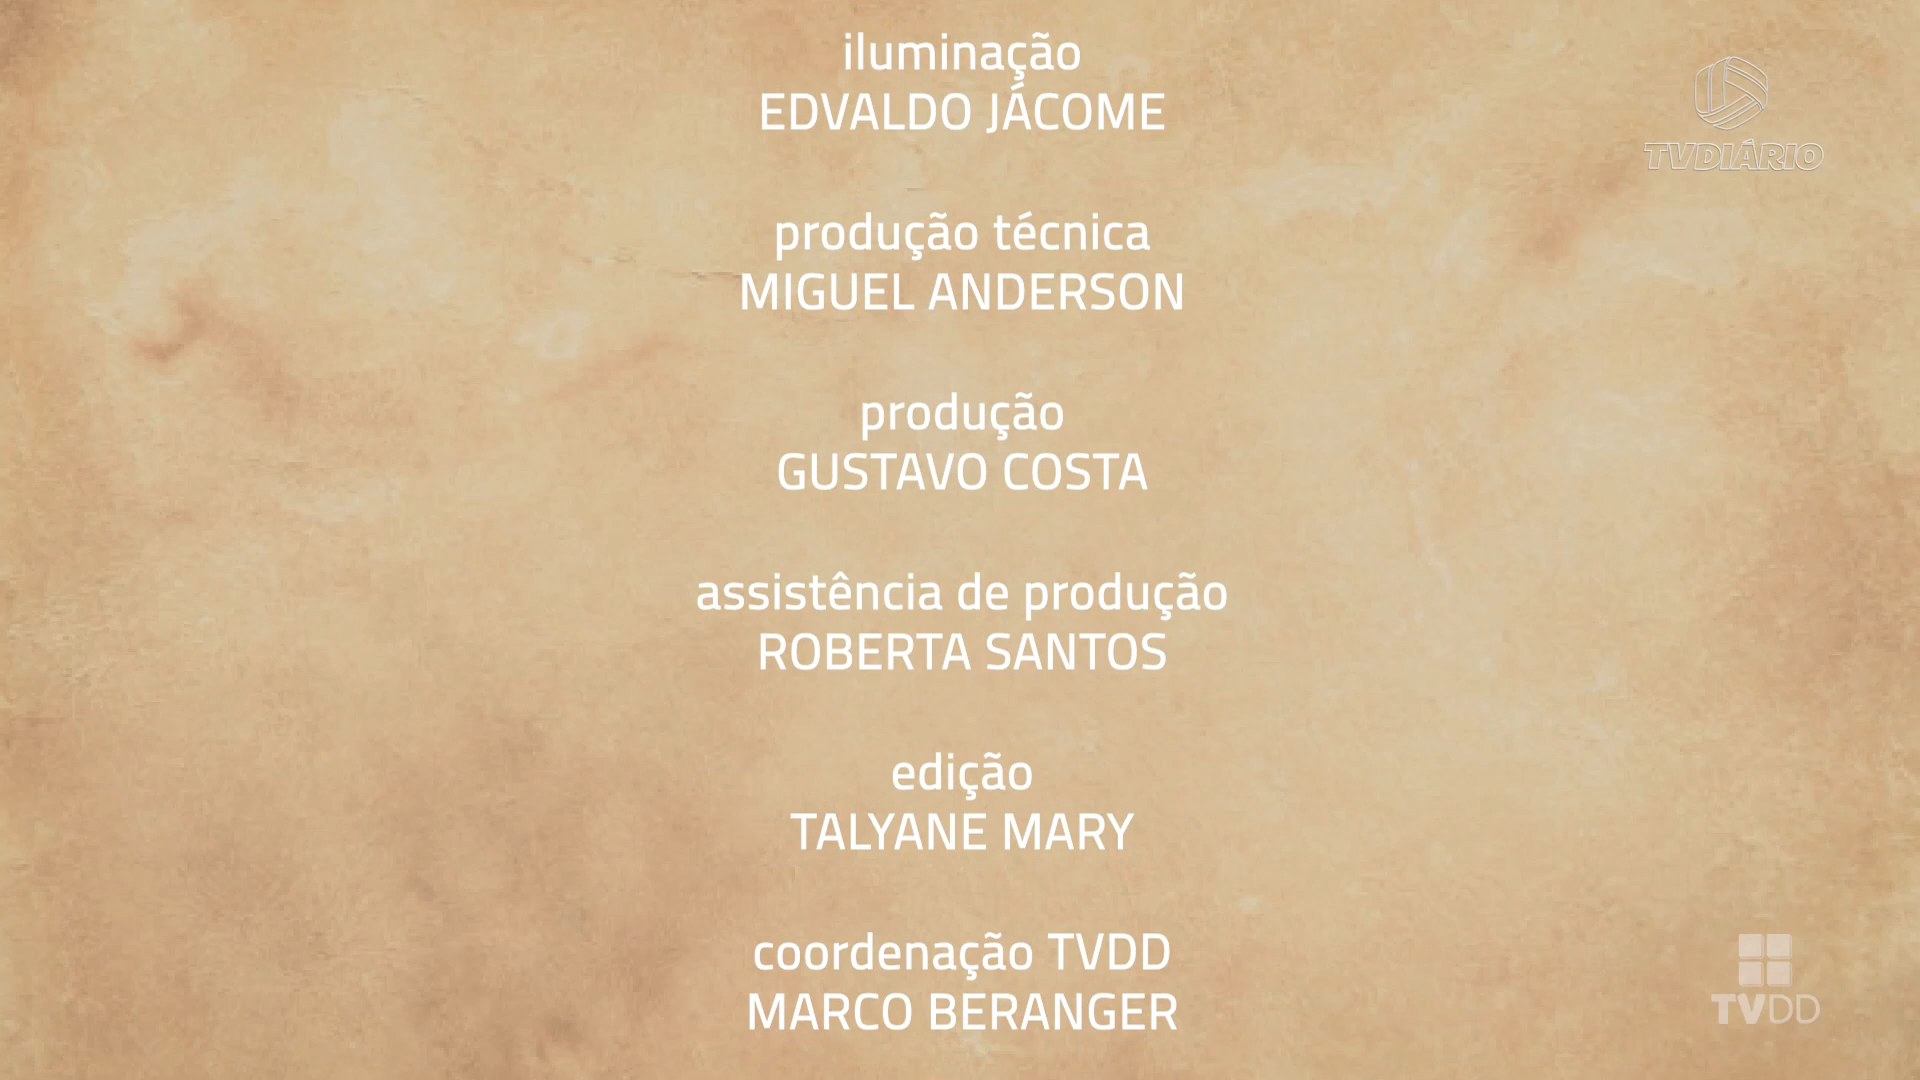 iluminação
EDVALDO JÁCOME
TVDIÁRIO
produção técnica
MIGUEL ANDERSON
produção
GUSTAVO COSTA
assistência de produção
ROBERTA SANTOS
edição
TALYANE MARY
coordenação TVDD
MARCO BERANGER
TVDD